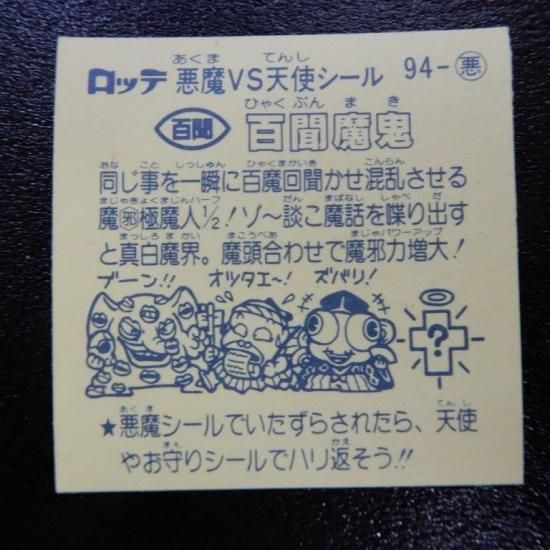 ロッテ 悪魔VS天使シール 94-悪
百聞 百聞魔鬼
同じ事を一瞬に百魔回聞かせ混乱させる
魔邪極魔人1/2!ゾ〜談こ魔話を喋り出す
と真白魔界。魔頭合わせで魔邪力増大!
ブーン!! オツタエ〜! ズバリ!
?
★悪魔シールでいたずらされたら、天使
やお守りシールでハリ返そう!!